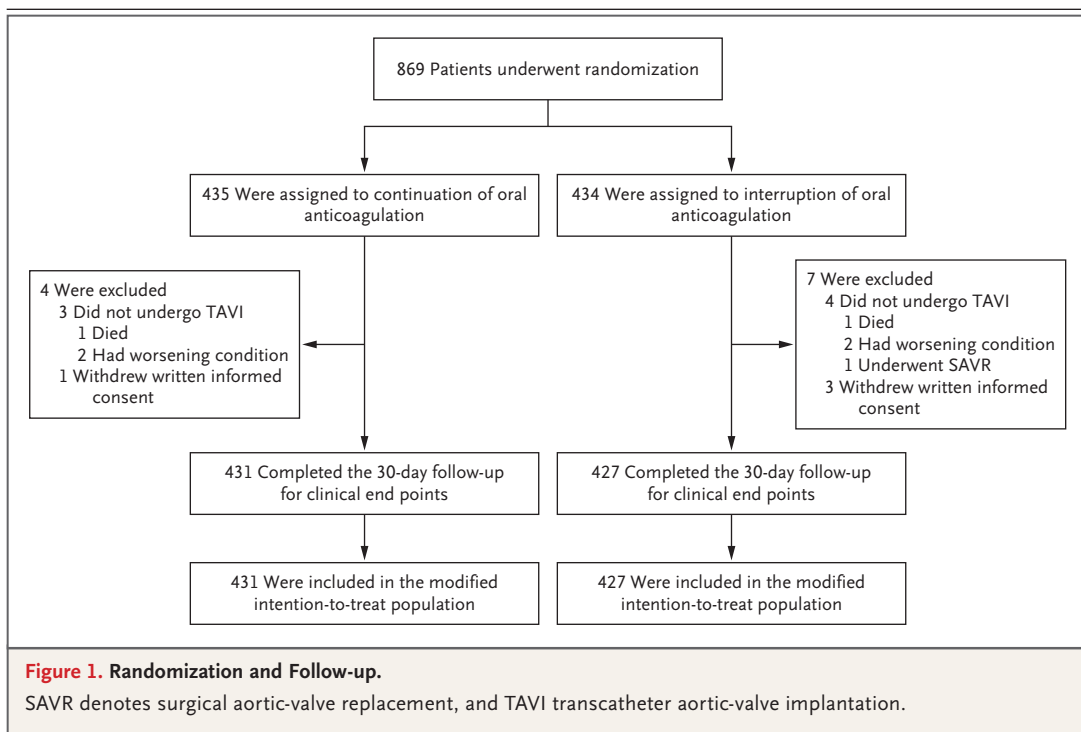 869 Patients underwent randomization
435 Were assigned to continuation of oral
anticoagulation
434 Were assigned to interruption of oral
anticoagulation
4 Were excluded
3 Did not undergo TAVI
1 Died
2 Had worsening condition
1 Withdrew written informed
consent
7 Were excluded
4 Did not undergo TAVI
1 Died
2 Had worsening condition
1 Underwent SAVR
3 Withdrew written informed
consent
431 Completed the 30-day follow-up
for clinical end points
427 Completed the 30-day follow-up
for clinical end points
431 Were included in the modified
intention-to-treat population
427 Were included in the modified
intention-to-treat population
Figure 1. Randomization and Follow-up.
SAVR denotes surgical aortic-valve replacement, and TAVI transcatheter aortic-valve implantation.